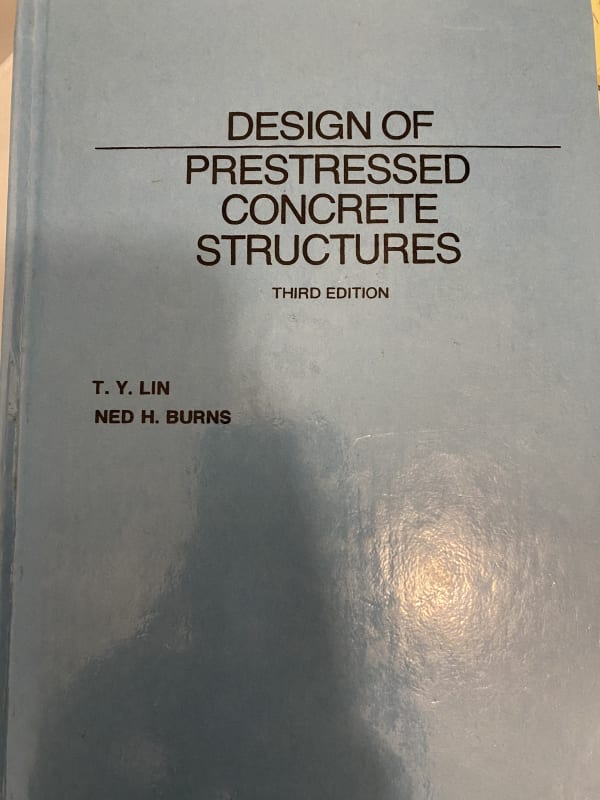 DESIGN OF
PRESTRESSED
CONCRETE
STRUCTURES
THIRD EDITION
T. Y. LIN
NED H. BURNS